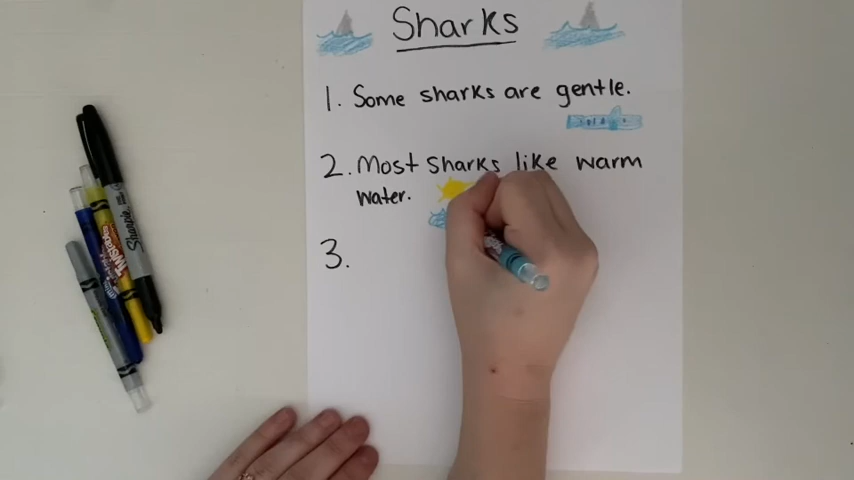 Sharks
1. Some sharks are gentle.
2. Most sharks like warm
water.
3.
Sharpie
TWISTABLES